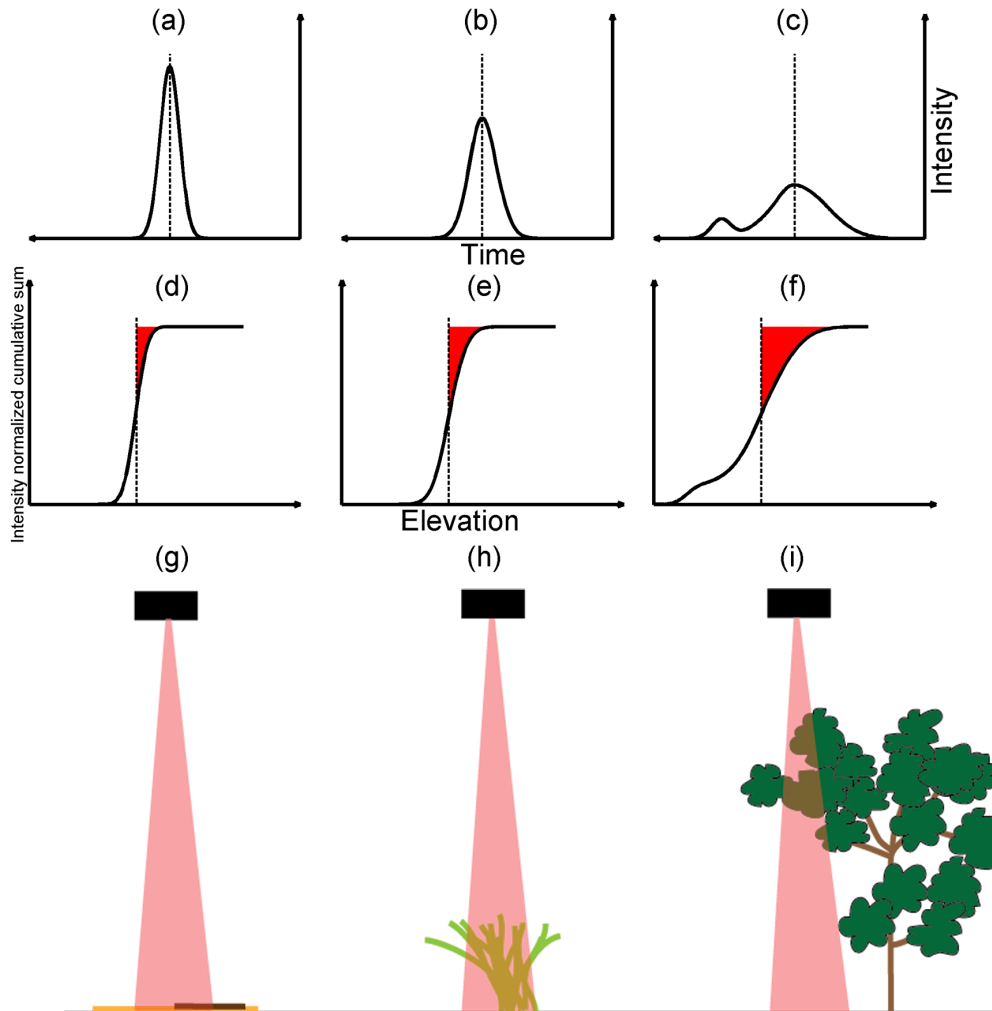 (a)
(b)
(c)
Intensity
Time
Intensity normalized cumulative sum
(d)
(e)
(f)
Elevation
(g)
(h)
(i)